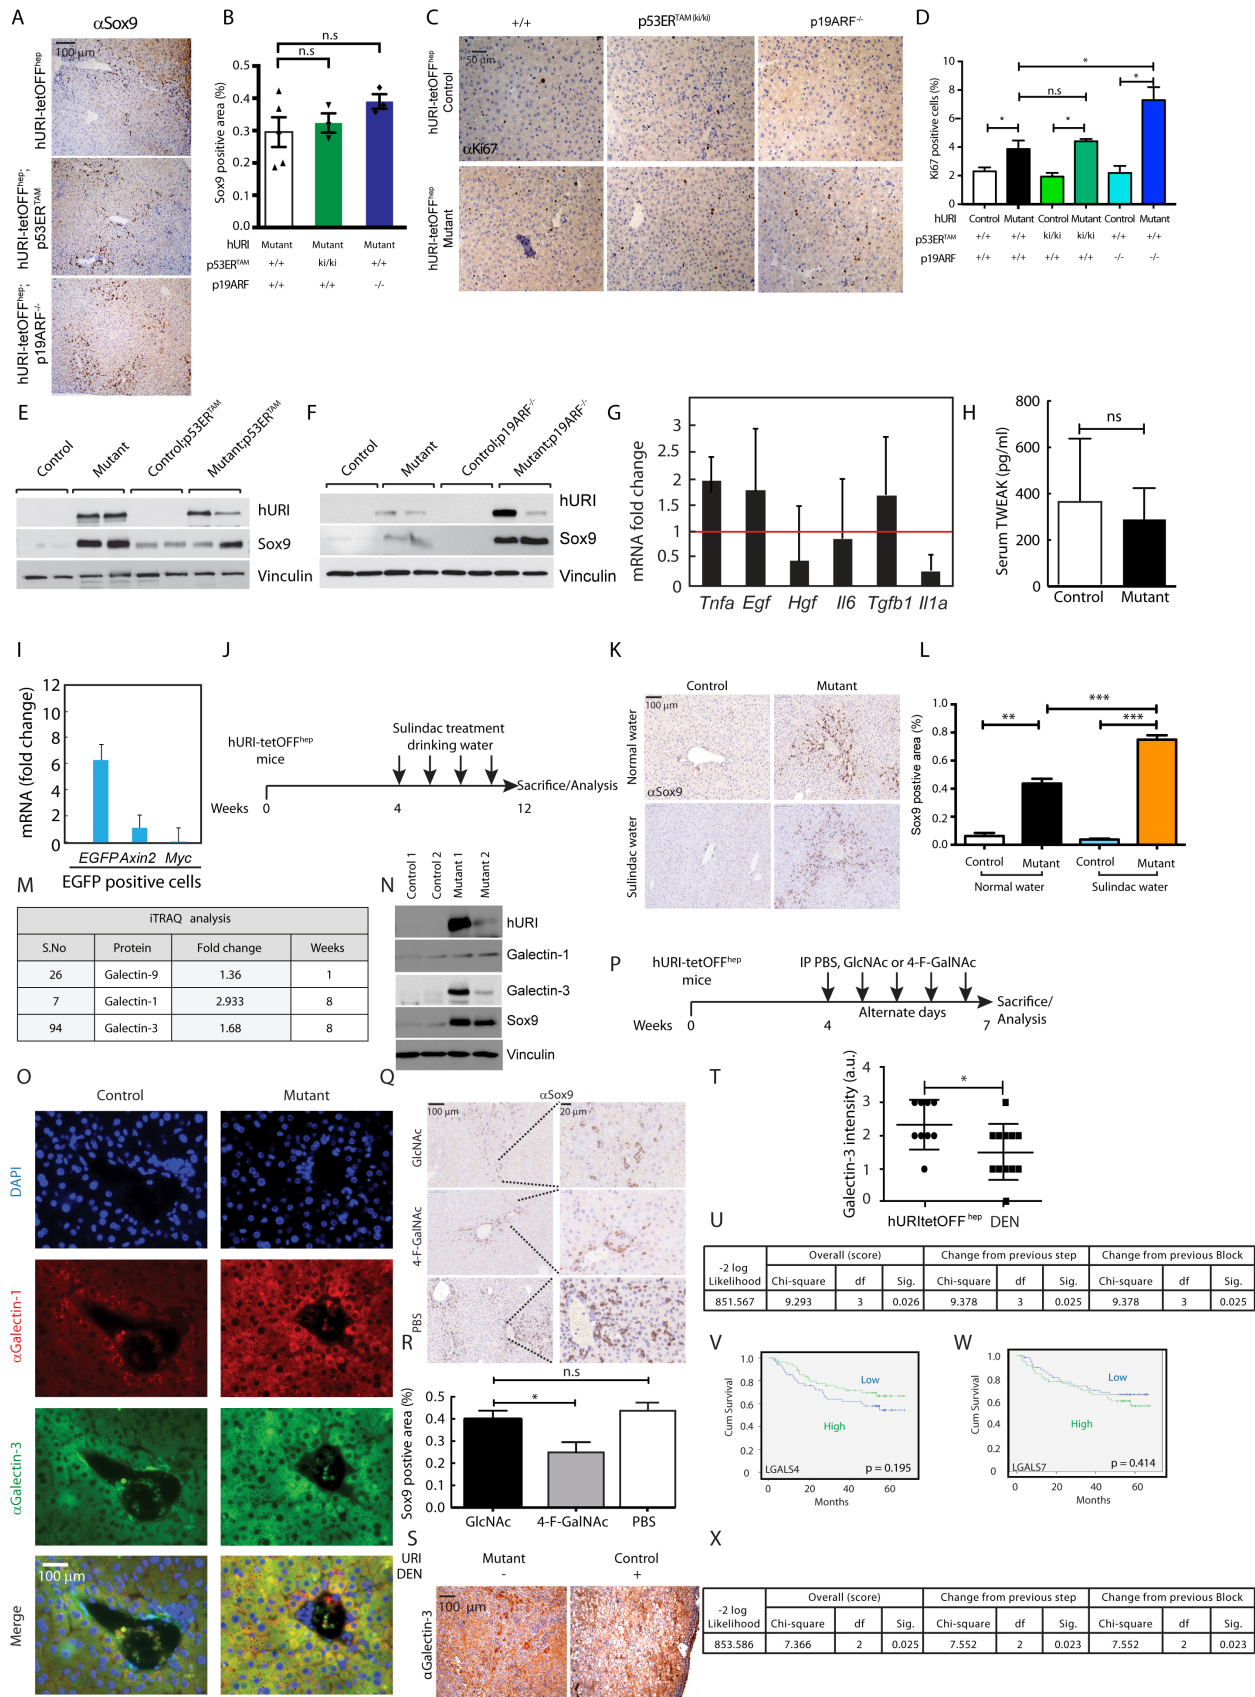 A
αSox9
100 µm
hURI-tetOFFhep
hURI-tetOFFhep;
p53ERTAM
hURI-tetOFFhep;
p19ARF-/-
B
n.s
n.s
Sox9 positive area (%)
0.5
0.4
0.3
0.2
0.1
0.0
hURI Mutant Mutant Mutant
p53ERTAM +/+ ki/ki +/+
p19ARF +/+ +/+ -/-
C
+/+ p53ERTAM (ki/ki) p19ARF-/-
50 µm
hURI-tetOFFhep
Control
αKi67
hURI-tetOFFhep
Mutant
D
*
n.s
*
*
*
Ki67 positive cells (%)
10
8
6
4
2
0
hURI Control Mutant Control Mutant Control Mutant
p53ERTAM +/+ +/+ ki/ki ki/ki +/+ +/+
p19ARF +/+ +/+ +/+ +/+ -/- -/-
E
Control
Mutant
Control;p53ERTAM
Mutant;p53ERTAM
hURI
Sox9
Vinculin
F
Control
Mutant
Control;p19ARF-/-
Mutant;p19ARF-/-
hURI
Sox9
Vinculin
G
mRNA fold change
3
2.5
2
1.5
1
0.5
0
Tnfa Egf Hgf Il6 Tgfb1 Il1a
H
Serum TWEAK (pg/ml)
800
600
400
200
0
ns
Control Mutant
I
mRNA (fold change)
12
10
8
6
4
2
0
EGFP Axin2 Myc
EGFP positive cells
J
hURI-tetOFFhep
mice
Sulindac treatment
drinking water
Sacrifice/Analysis
Weeks 0 4 12
K
Control Mutant
100 µm
Normal water
αSox9
Sulindac water
L
Sox9 postive area (%)
1.0
0.8
0.6
0.4
0.2
0.0
**
***
***
Control Mutant Control Mutant
Normal water Sulindac water
M
iTRAQ analysis
S.No Protein Fold change Weeks
26 Galectin-9 1.36 1
7 Galectin-1 2.933 8
94 Galectin-3 1.68 8
N
Control 1
Control 2
Mutant 1
Mutant 2
hURI
Galectin-1
Galectin-3
Sox9
Vinculin
P
hURI-tetOFFhep
mice
IP PBS, GlcNAc or 4-F-GalNAc
Alternate days
Sacrifice/
Analysis
Weeks 0 4 7
O
Control Mutant
DAPI
αGalectin-1
αGalectin-3
Merge
100 µm
Q
αSox9
100 µm
20 µm
GlcNAc
4-F-GalNAc
PBS
R
n.s
*
Sox9 postive area (%)
0.5
0.4
0.3
0.2
0.1
0.0
GlcNAc 4-F-GalNAc PBS
S
URI Mutant Control
DEN - +
100 µm
αGalectin-3
T
Galectin-3 intensity (a.u.)
4
3
2
1
0
*
hURItetOFF hep DEN
U
-2 log
Likelihood
Overall (score) Change from previous step Change from previous Block
Chi-square df Sig. Chi-square df Sig. Chi-square df Sig.
851.567 9.293 3 0.026 9.378 3 0.025 9.378 3 0.025
V
Cum Survival
1.0
0.8
0.6
0.4
0.2
0
Low
High
LGALS4
p = 0.195
0 20 40 60
Months
W
Cum Survival
1.0
0.8
0.6
0.4
0.2
0
Low
High
LGALS7
p = 0.414
0 20 40 60
Months
X
-2 log
Likelihood
Overall (score) Change from previous step Change from previous Block
Chi-square df Sig. Chi-square df Sig. Chi-square df Sig.
853.586 7.366 2 0.025 7.552 2 0.023 7.552 2 0.023